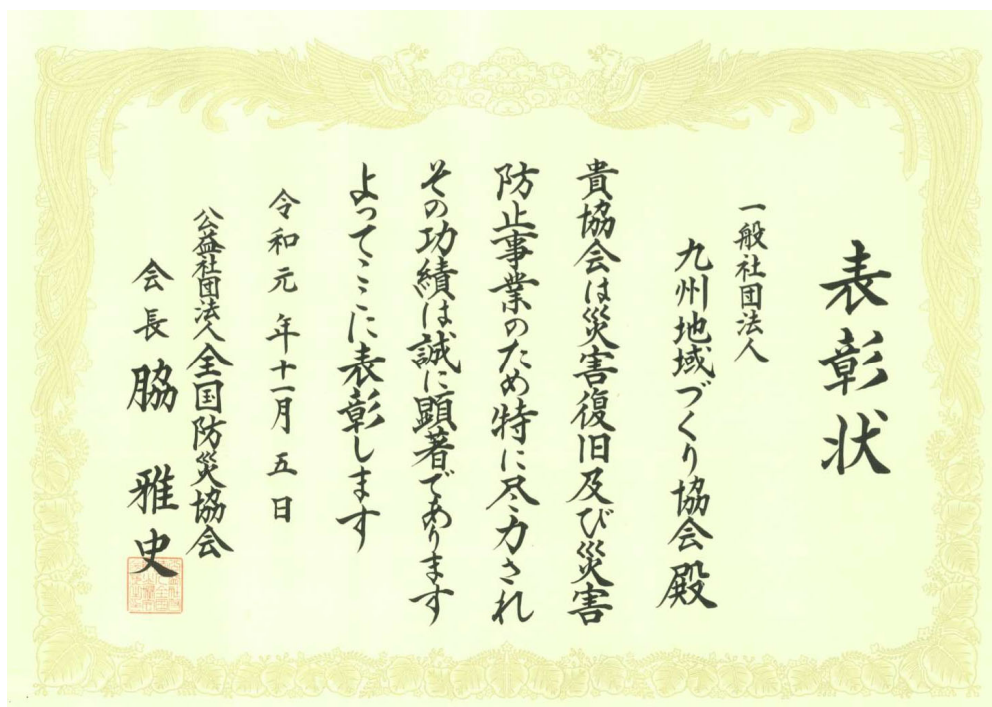 表彰状
一般社団法人
九州地域づくり協会殿
貴協会は災害復旧及び災害
防止事業のため特に尽力され
その功績は誠に顕著であります
よってここに表彰します
令和元年十一月五日
公益社団法人全国防災協会
会長 脇 雅史